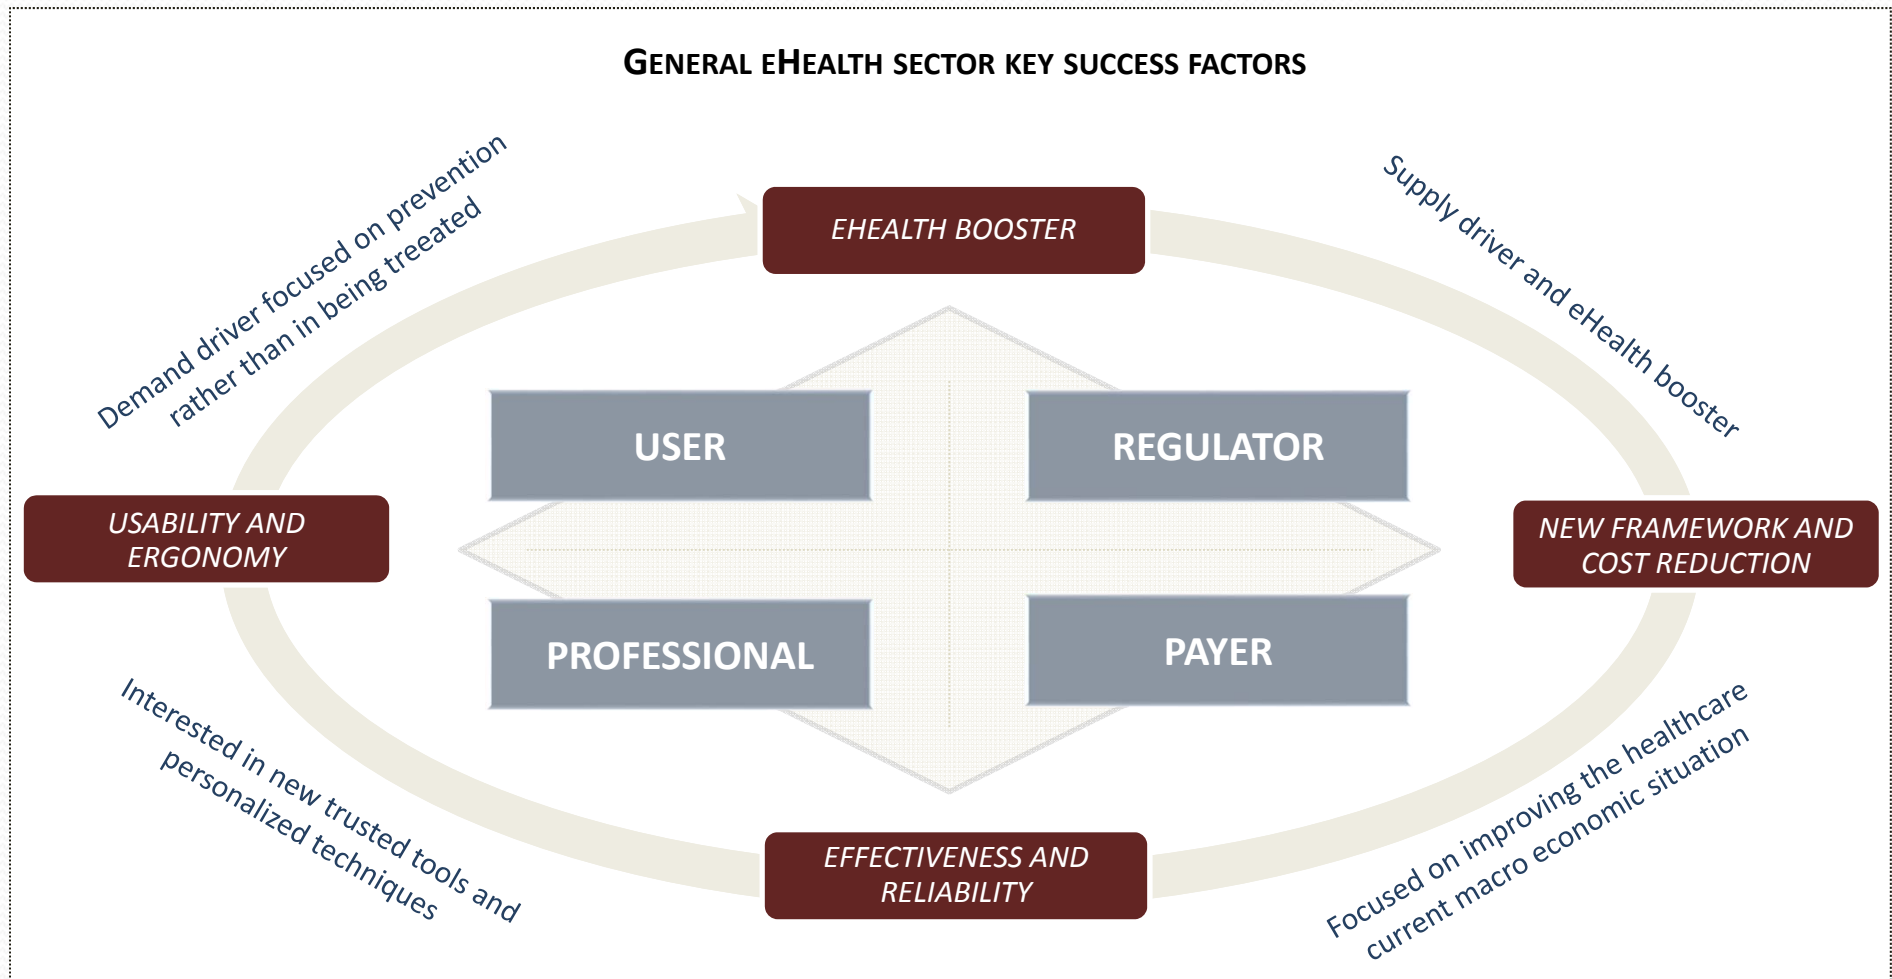 GENERAL EHEALTH SECTOR KEY SUCCESS FACTORS
Demand driver focused on prevention
rather than in being treeated
EHEALTH BOOSTER
Supply driver and eHealth booster
USER
REGULATOR
USABILITY AND
ERGONOMY
NEW FRAMEWORK AND
COST REDUCTION
PROFESSIONAL
PAYER
Interested in new trusted tools and
personalized techniques
EFFECTIVENESS AND
RELIABILITY
Focused on improving the healthcare
current macro economic situation